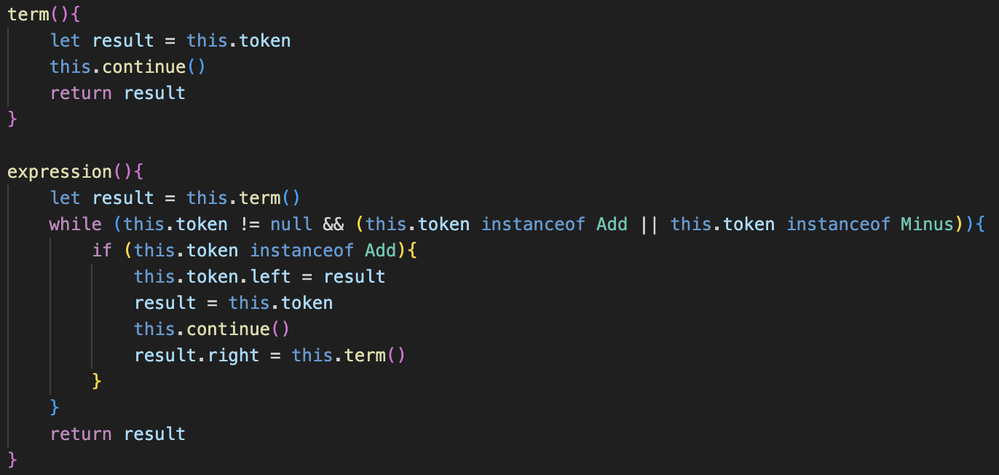 term(){
    let result = this.token
    this.continue()
    return result
}

expression(){
    let result = this.term()
    while (this.token != null && (this.token instanceof Add || this.token instanceof Minus)){
        if (this.token instanceof Add){
            this.token.left = result
            result = this.token
            this.continue()
            result.right = this.term()
        }
    }
    return result
}